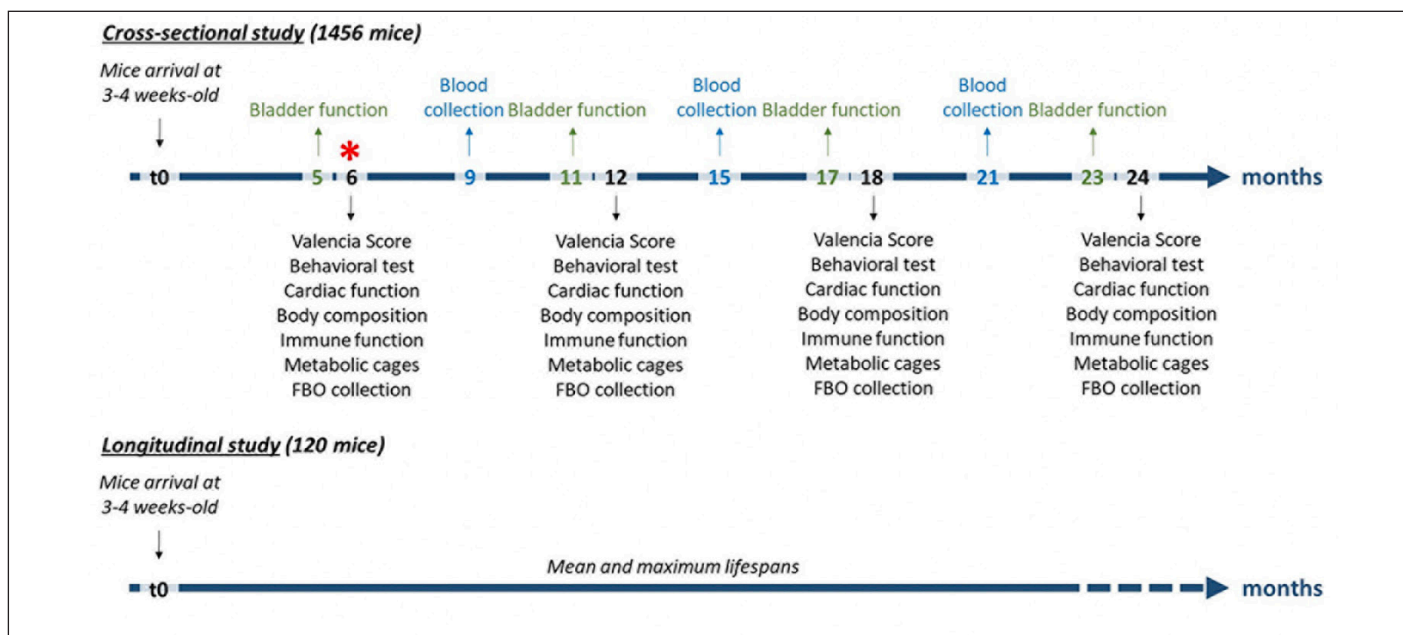 Cross-sectional study (1456 mice)
Mice arrival at
3-4 weeks-old
Bladder function
Blood
collection
Bladder function
Blood
collection
Bladder function
Blood
collection
Bladder function
*
t0 5 6 9 11 12 15 17 18 21 23 24 months
Valencia Score
Behavioral test
Cardiac function
Body composition
Immune function
Metabolic cages
FBO collection
Valencia Score
Behavioral test
Cardiac function
Body composition
Immune function
Metabolic cages
FBO collection
Valencia Score
Behavioral test
Cardiac function
Body composition
Immune function
Metabolic cages
FBO collection
Valencia Score
Behavioral test
Cardiac function
Body composition
Immune function
Metabolic cages
FBO collection
Longitudinal study (120 mice)
Mice arrival at
3-4 weeks-old
Mean and maximum lifespans
t0 months